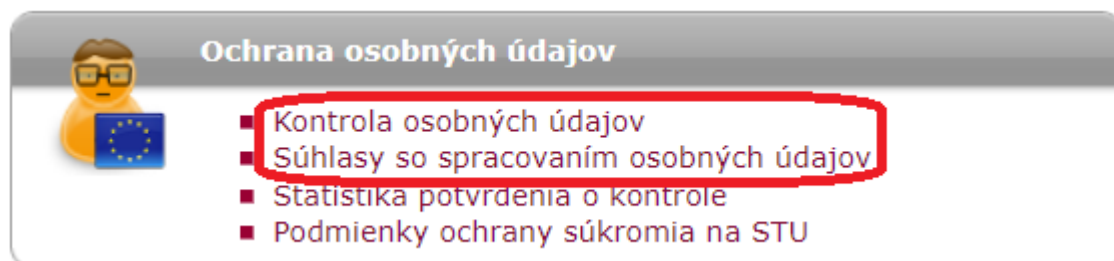 Ochrana osobných údajov
Kontrola osobných údajov
Súhlasy so spracovaním osobných údajov
Štatistika potvrdenia o kontrole
Podmienky ochrany súkromia na STU